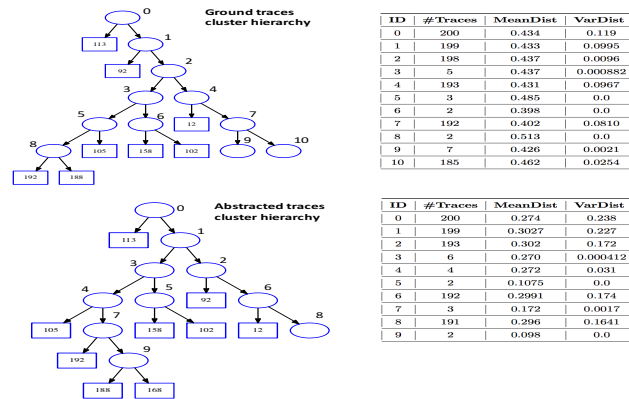 0
Ground traces
cluster hierarchy
113
1
92
2
3
4
5
6
12
7
8
105
158
102
9
10
192
188
ID #Traces MeanDist VarDist
0 200 0.434 0.119
1 199 0.433 0.0995
2 198 0.437 0.0096
3 5 0.437 0.000882
4 193 0.431 0.0967
5 3 0.485 0.0
6 2 0.398 0.0
7 192 0.402 0.0810
8 2 0.513 0.0
9 7 0.426 0.0021
10 185 0.462 0.0254
0
Abstracted traces
cluster hierarchy
113
1
3
2
4
5
92
6
105
7
158
102
12
8
192
9
188
168
ID #Traces MeanDist VarDist
0 200 0.274 0.238
1 199 0.3027 0.227
2 193 0.302 0.172
3 6 0.270 0.000412
4 4 0.272 0.031
5 2 0.1075 0.0
6 192 0.2991 0.174
7 3 0.172 0.0017
8 191 0.296 0.1641
9 2 0.098 0.0